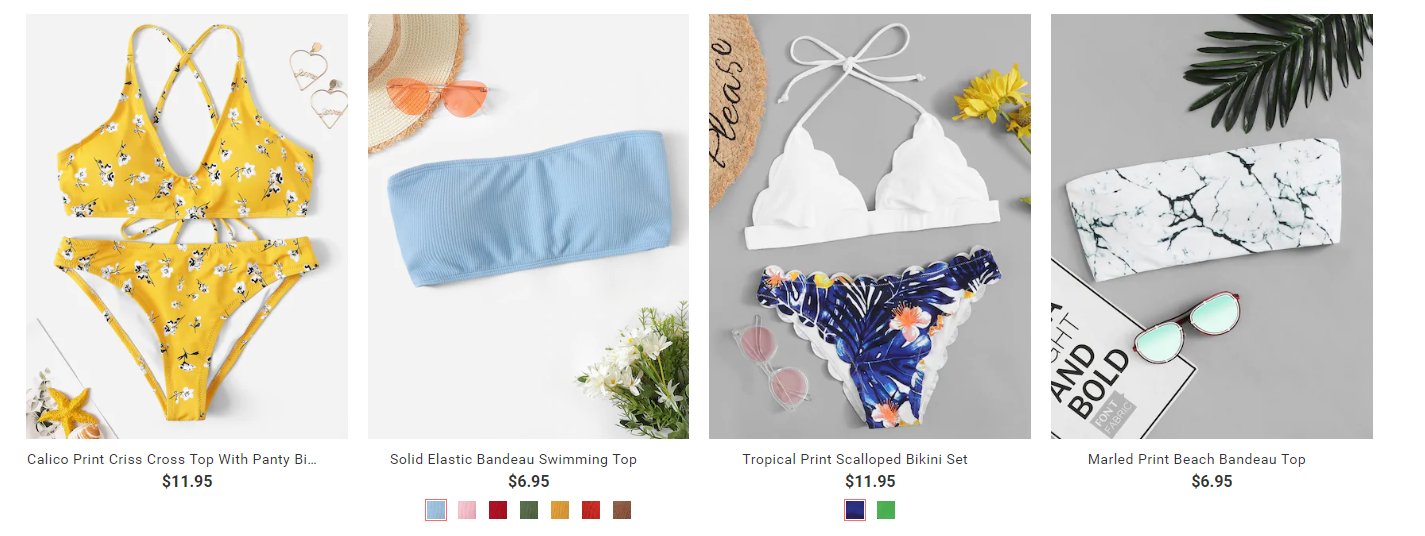 Please
AND
BOLD
FONT
FABRIC
Calico Print Criss Cross Top With Panty Bi...
$11.95
Solid Elastic Bandeau Swimming Top
$6.95
Tropical Print Scalloped Bikini Set
$11.95
Marled Print Beach Bandeau Top
$6.95